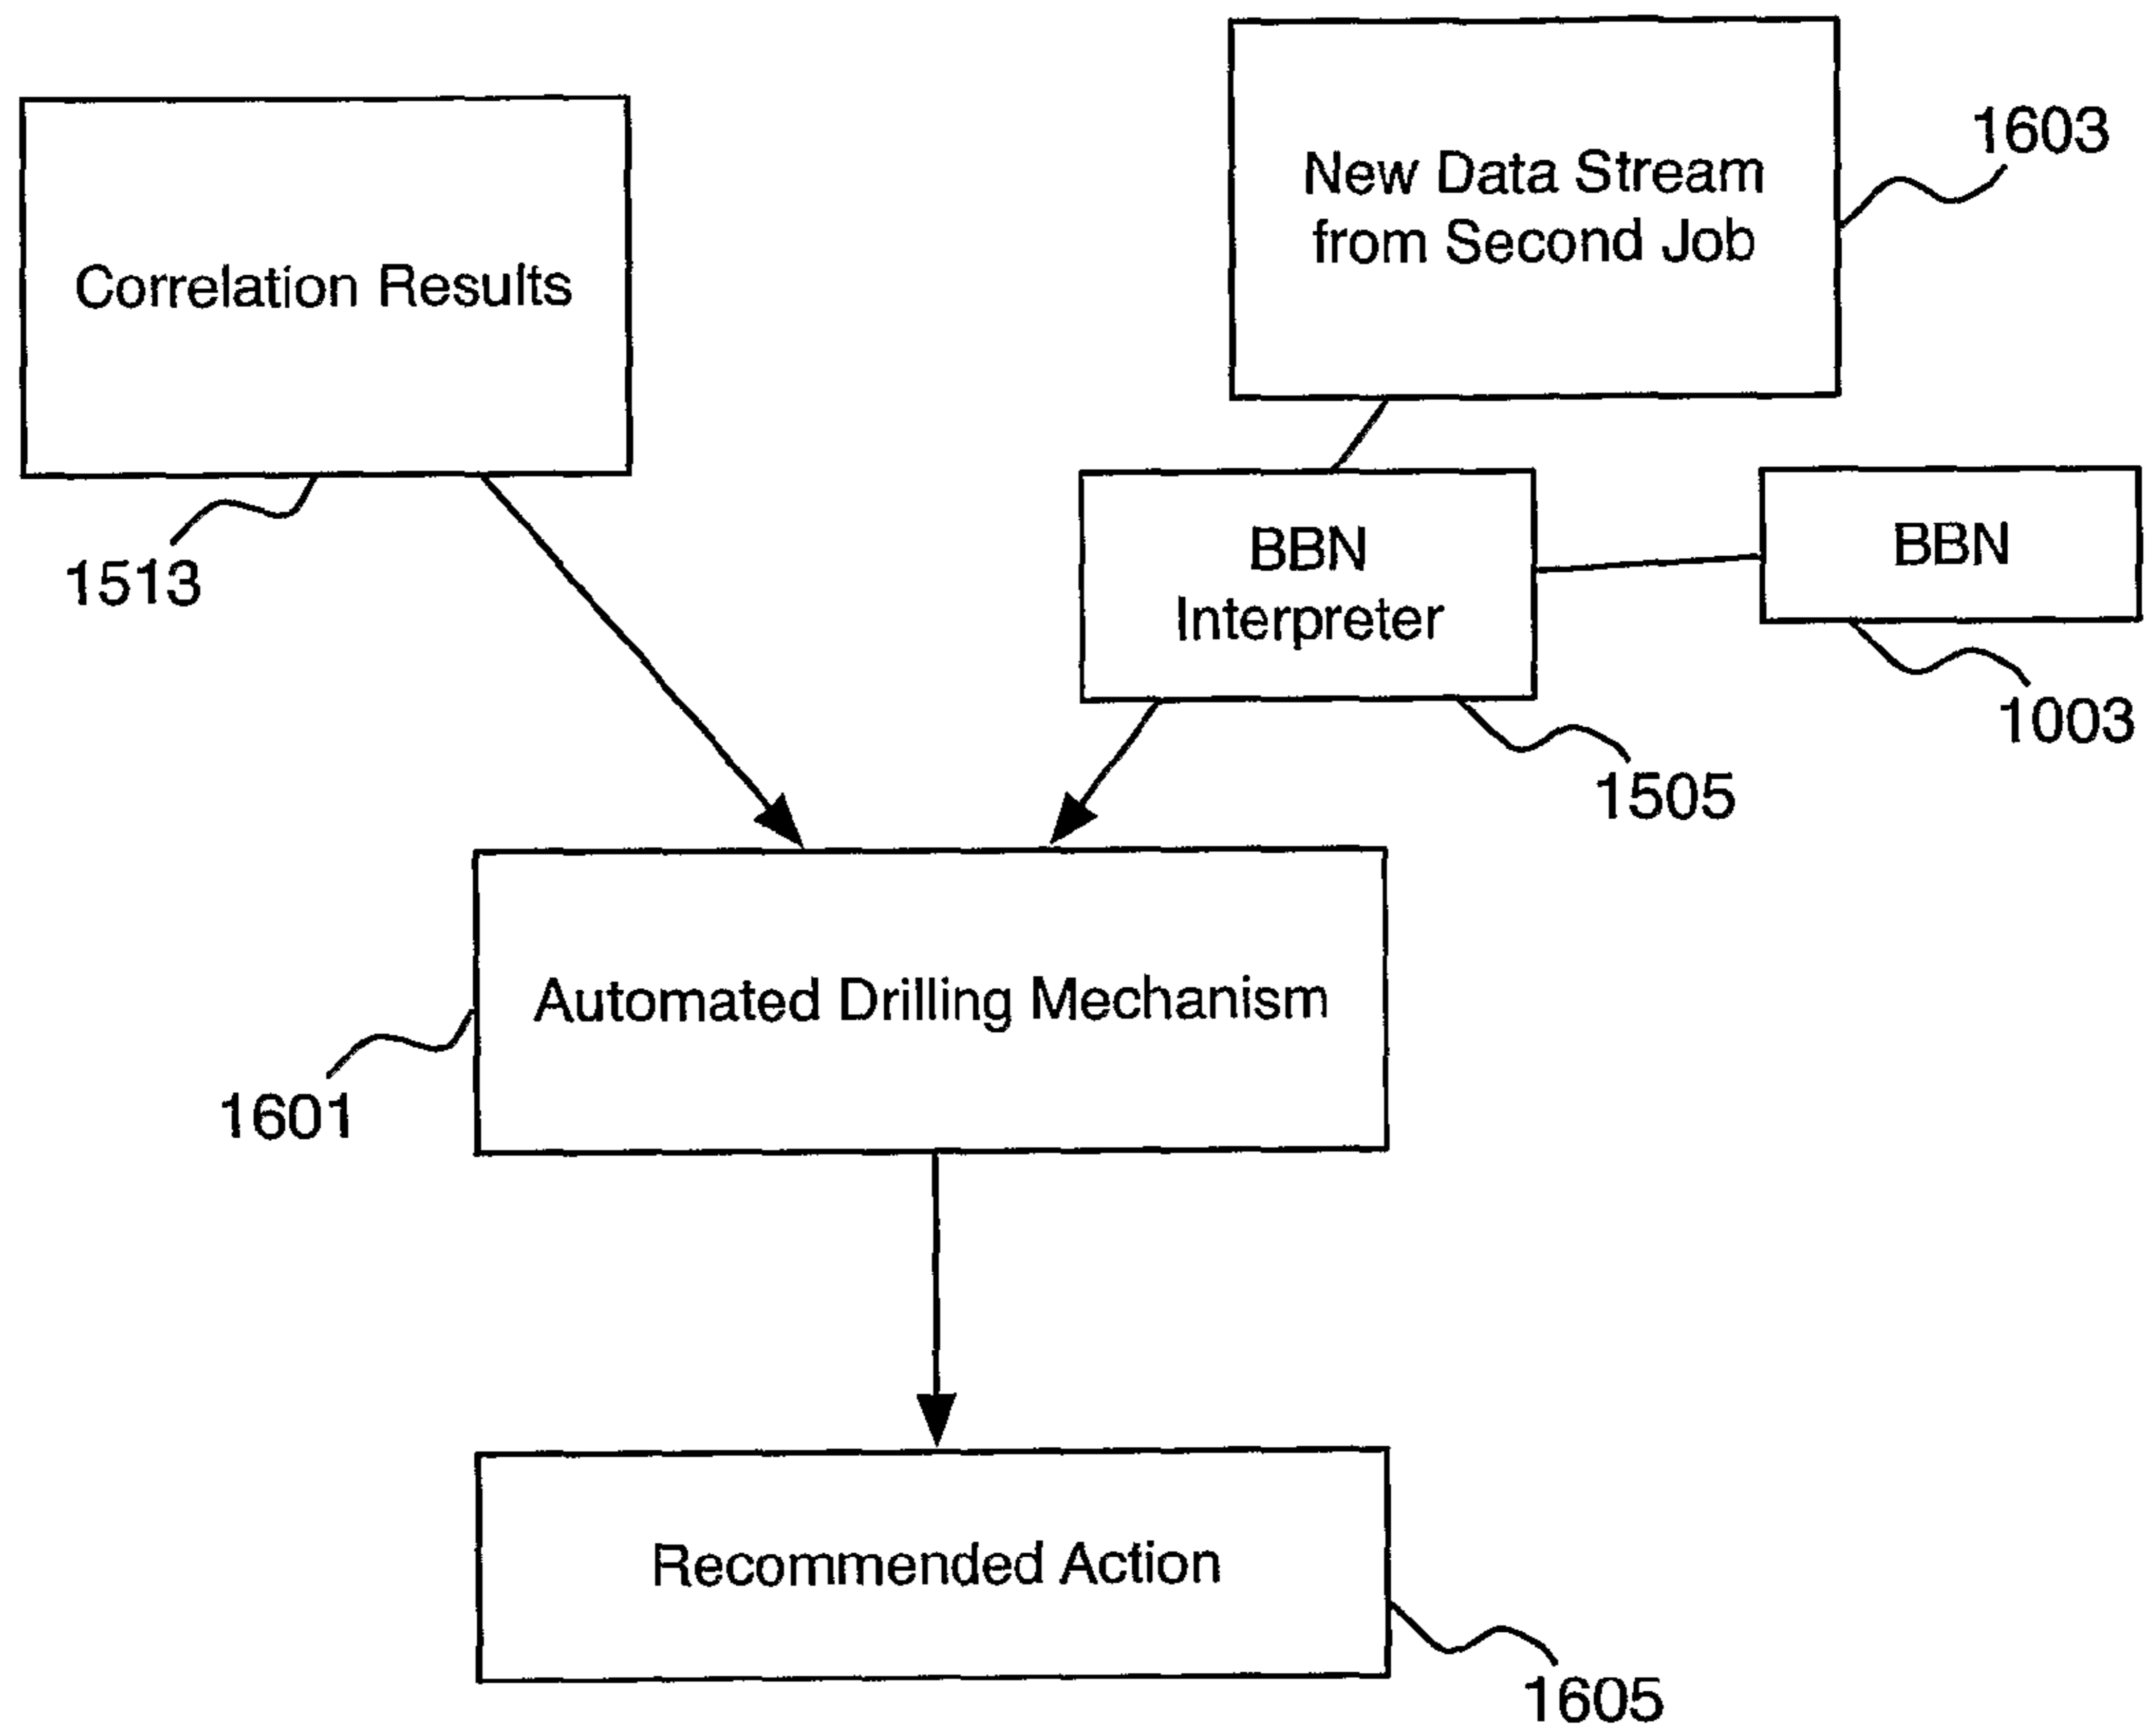 New Data Stream
from Second Job
1603
Correlation Results
1513
BBN
Interpreter
BBN
1003
1505
Automated Drilling Mechanism
1601
Recommended Action
1605